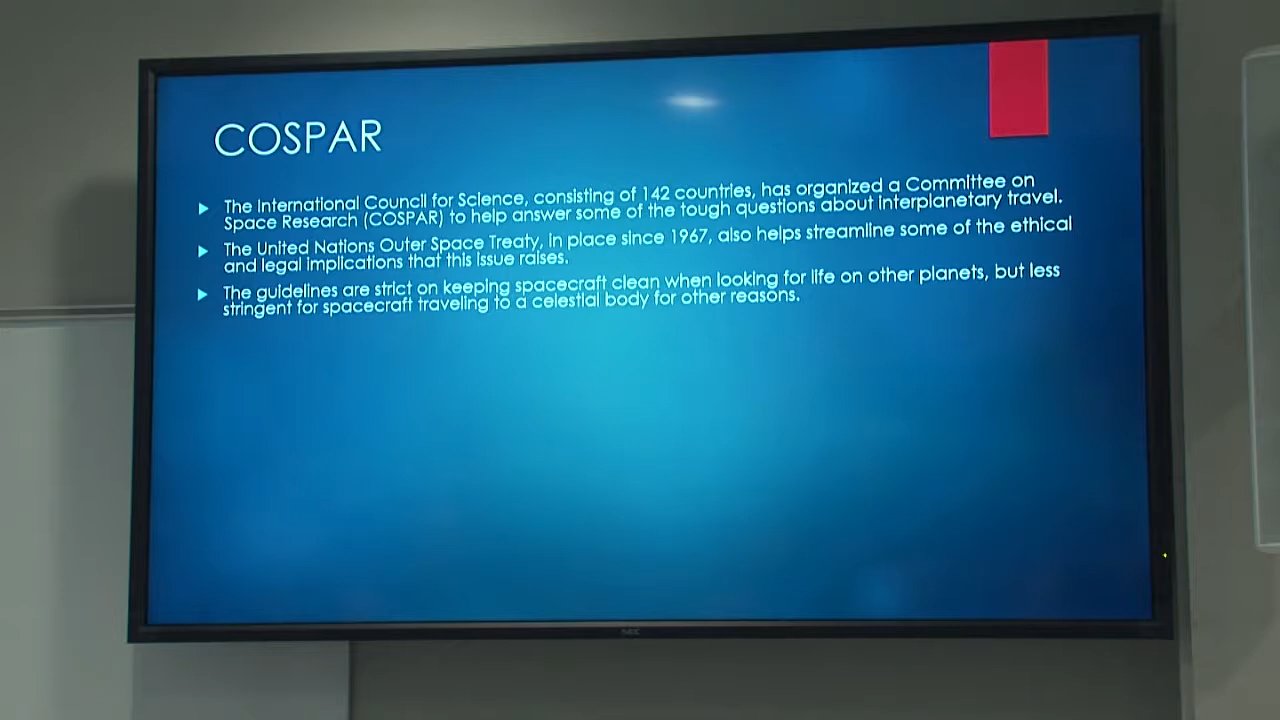 COSPAR
The International Council for Science, consisting of 142 countries, has organized a Committee on
Space Research (COSPAR) to help answer some of the tough questions about interplanetary travel.
The United Nations Outer Space Treaty, in place since 1967, also helps streamline some of the ethical
and legal implications that this issue raises.
The guidelines are strict on keeping spacecraft clean when looking for life on other planets, but less
stringent for spacecraft traveling to a celestial body for other reasons.
NEC